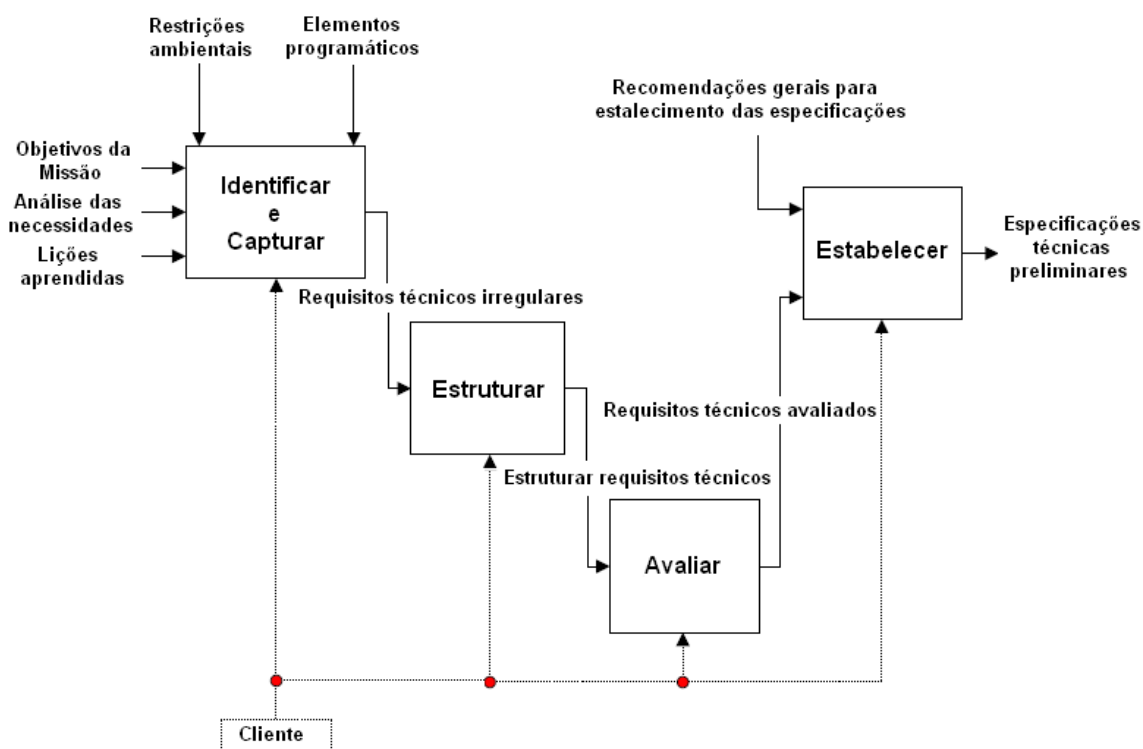 Restrições
ambientais
Elementos
programáticos
Recomendações gerais para
estalecimento das especificações
Objetivos da
Missão
Análise das
necessidades
Lições
aprendidas
Identificar
e
Capturar
Estabelecer
Especificações
técnicas
preliminares
Requisitos técnicos irregulares
Estruturar
Requisitos técnicos avaliados
Estruturar requisitos técnicos
Avaliar
Cliente